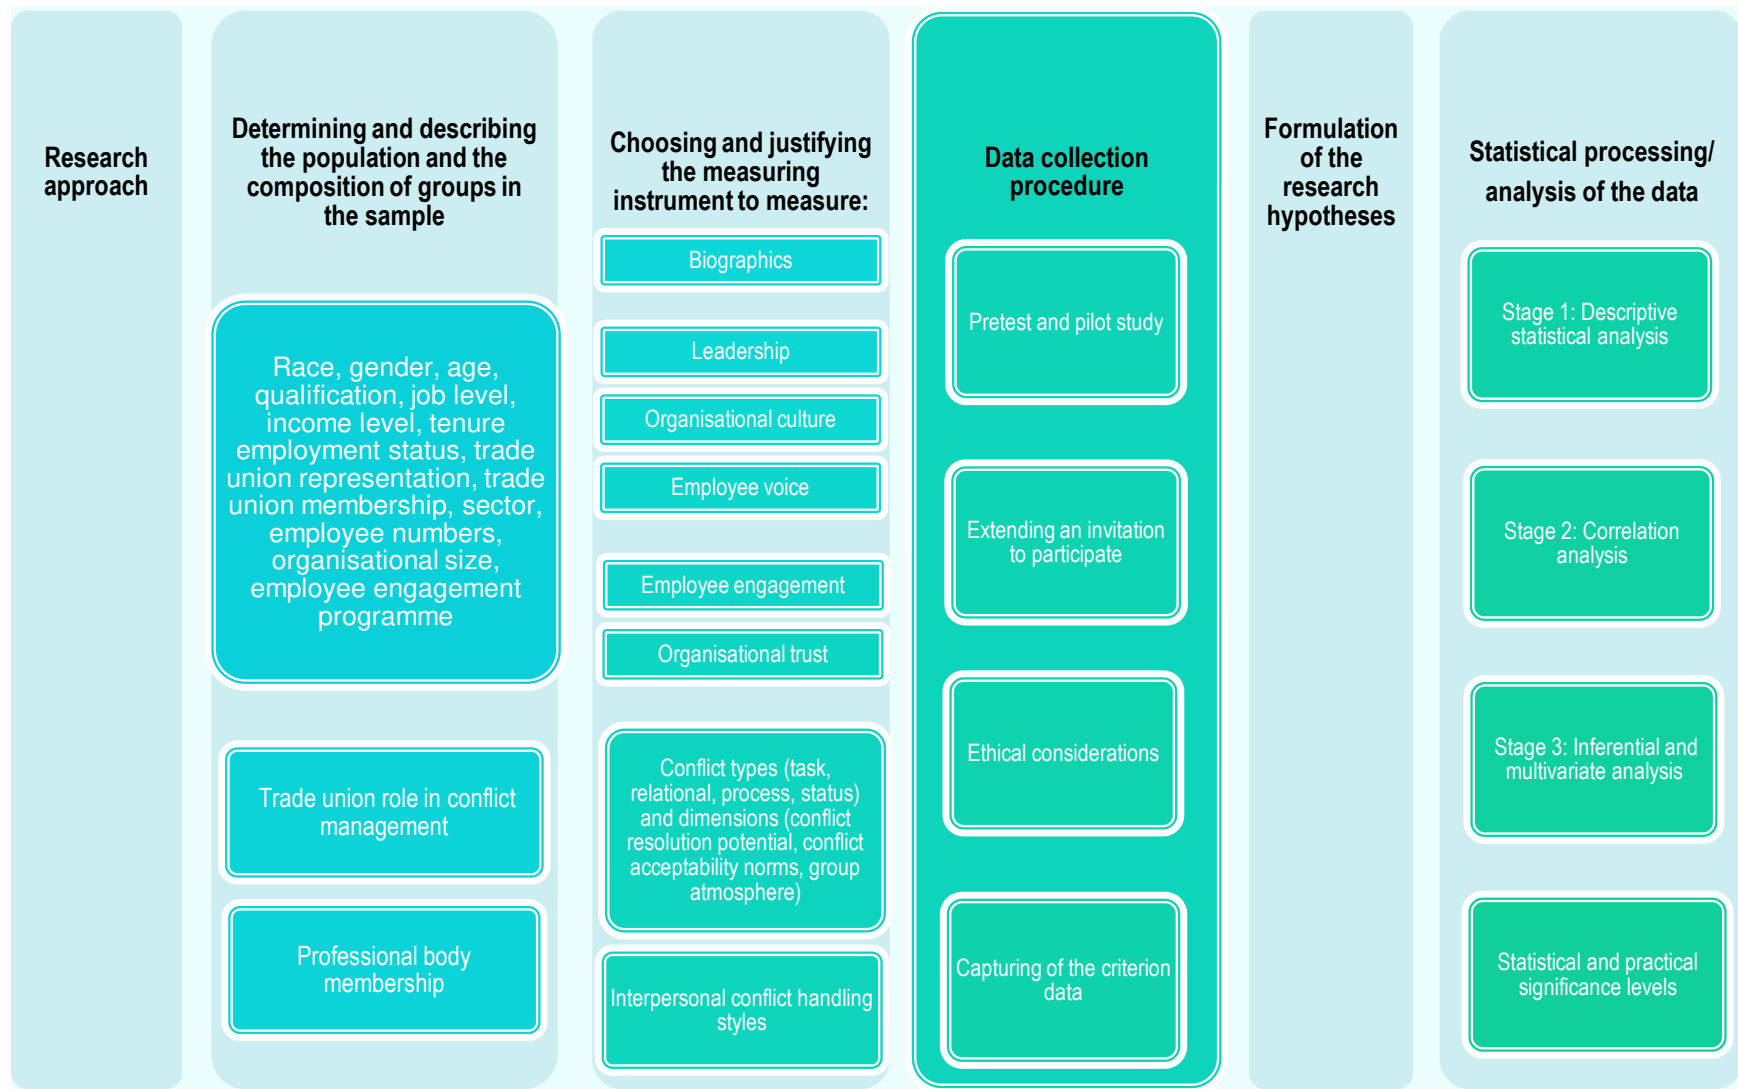 Research
approach
Determining and describing
the population and the
composition of groups in
the sample
Race, gender, age,
qualification, job level,
income level, tenure
employment status, trade
union representation, trade
union membership, sector,
employee numbers,
organisational size,
employee engagement
programme
Trade union role in conflict
management
Professional body
membership
Choosing and justifying
the measuring
instrument to measure:
Biographics
Leadership
Organisational culture
Employee voice
Employee engagement
Organisational trust
Conflict types (task,
relational, process, status)
and dimensions (conflict
resolution potential, conflict
acceptability norms, group
atmosphere)
Interpersonal conflict handling
styles
Data collection
procedure
Pretest and pilot study
Extending an invitation
to participate
Ethical considerations
Capturing of the criterion
data
Formulation
of the
research
hypotheses
Statistical processing/
analysis of the data
Stage 1: Descriptive
statistical analysis
Stage 2: Correlation
analysis
Stage 3: Inferential and
multivariate analysis
Statistical and practical
significance levels